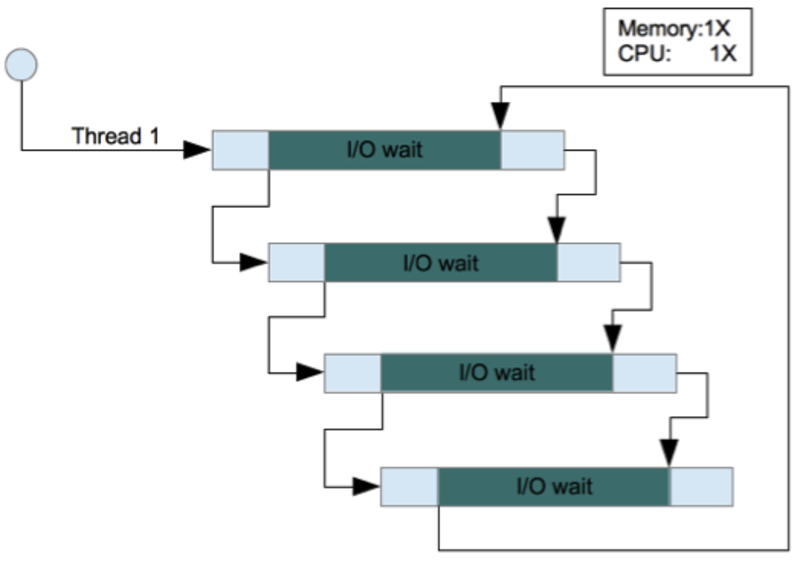 Memory:1X
CPU: 1X
Thread 1
I/O wait
I/O wait
I/O wait
I/O wait